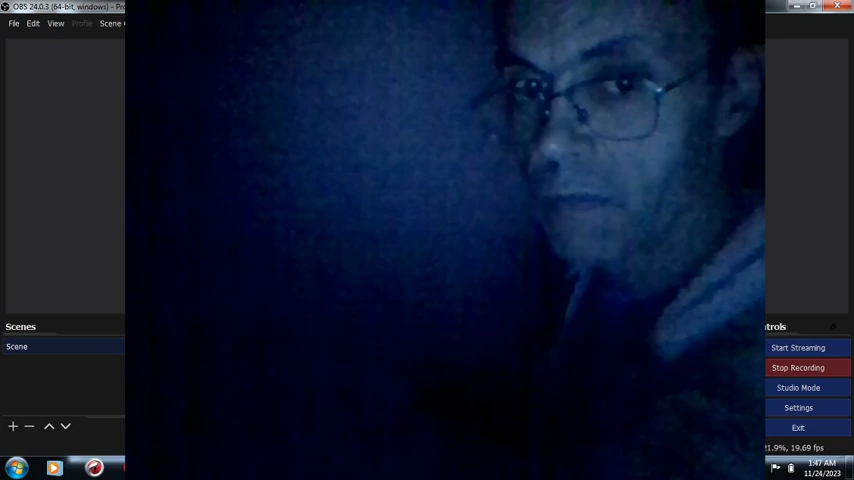 OBS 24.0.3 (64-bit, windows) - Pro
File Edit View Profile Scene
Scenes
Scene
ntrols
Start Streaming
Stop Recording
Studio Mode
Settings
Exit
21.9%, 19.69 fps
1:47 AM
11/24/2023